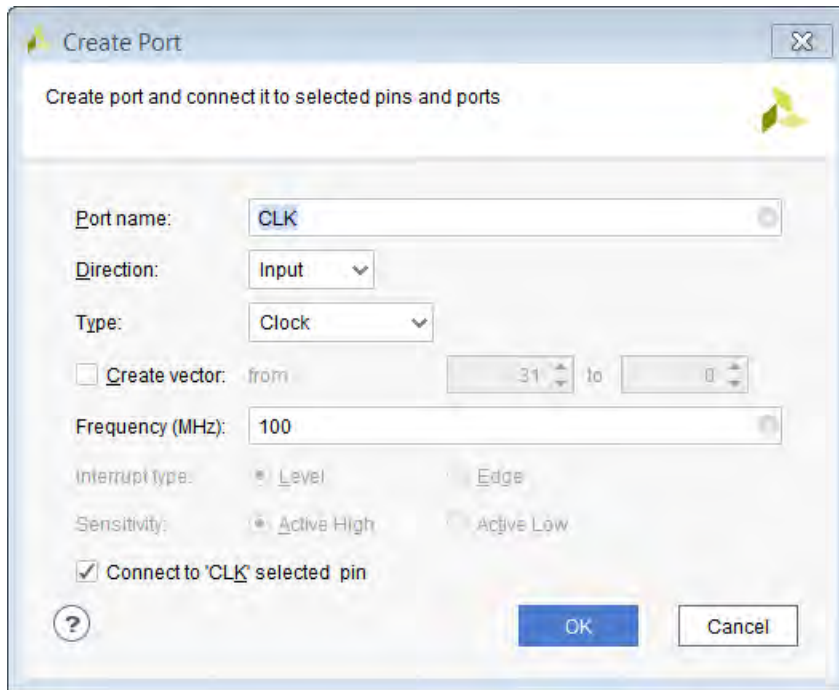 Create Port
Create port and connect it to selected pins and ports
Port name: CLK
Direction: Input
Type: Clock
Create vector: from 31 to 0
Frequency (MHz): 100
Interrupt type: Level Edge
Sensitivity: Active High Active Low
Connect to 'CLK' selected pin
? OK Cancel